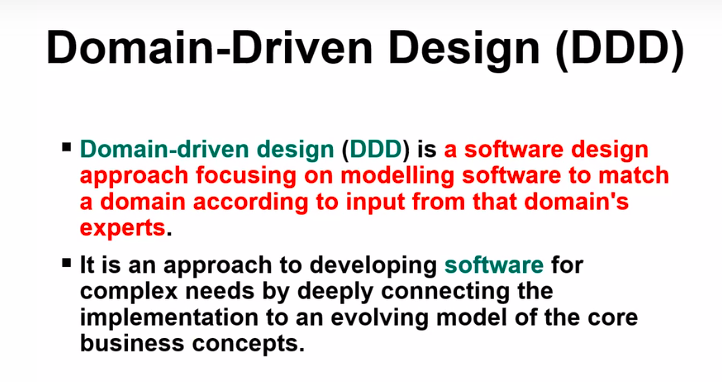 Domain-Driven Design (DDD)
▪ Domain-driven design (DDD) is a software design
approach focusing on modelling software to match
a domain according to input from that domain's
experts.
▪ It is an approach to developing software for
complex needs by deeply connecting the
implementation to an evolving model of the core
business concepts.